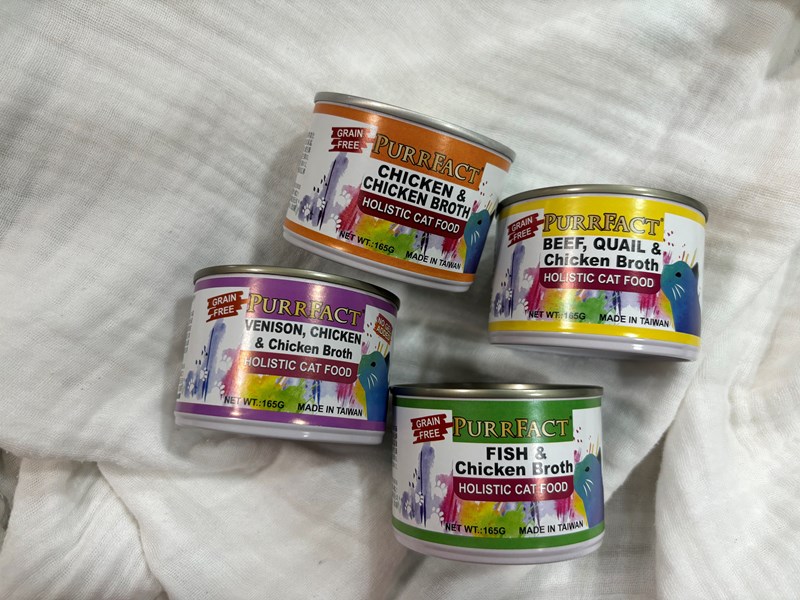 GRAIN
FREE
PURRFACT
CHICKEN &
CHICKEN BROTH
HOLISTIC CAT FOOD
NET WT.:165G
MADE IN TAIWAN
GRAIN
FREE
PURRFACT®
BEEF, QUAIL &
Chicken Broth
HOLISTIC CAT FOOD
NET WT.:165G
MADE IN TAIWAN
GRAIN
FREE
PURRFACT
VENISON, CHICKEN
& Chicken Broth
HOLISTIC CAT FOOD
NET WT.:165G
MADE IN TAIWAN
GRAIN
FREE
PURRFACT®
FISH &
Chicken Broth
HOLISTIC CAT FOOD
NET WT.:165G
MADE IN TAIWAN